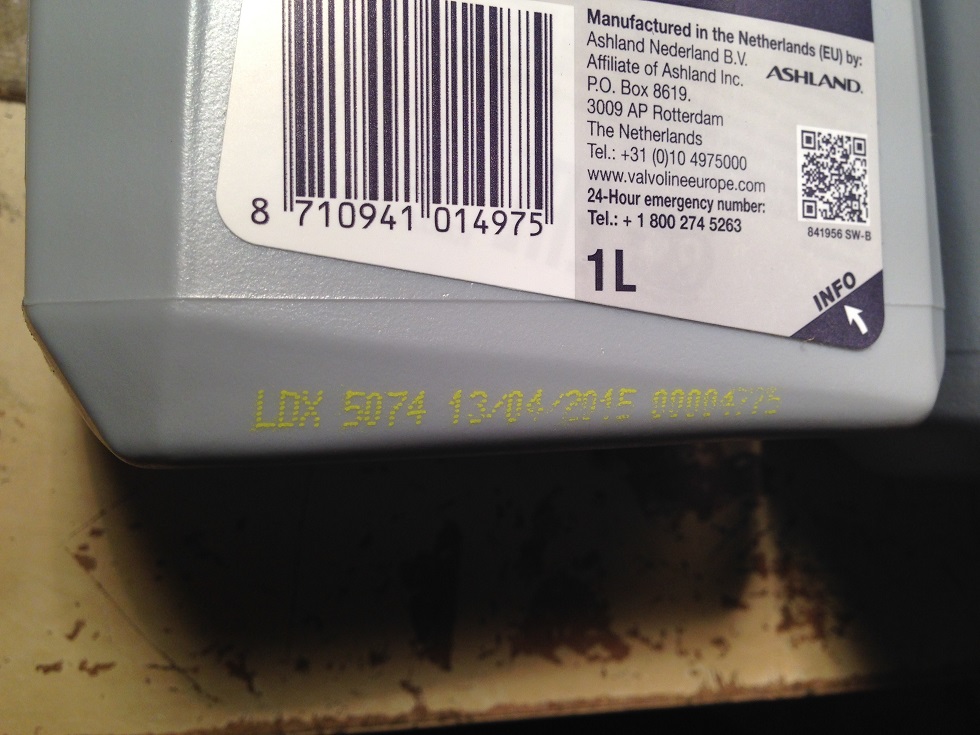 8 710941 014975
Manufactured in the Netherlands (EU) by:
Ashland Nederland B.V.
Affiliate of Ashland Inc.
P.O. Box 8619.
3009 AP Rotterdam
The Netherlands
Tel.: +31 (0)10 4975000
www.valvolineeurope.com
24-Hour emergency number:
Tel.: + 1 800 274 5263
ASHLAND.
841956 SW-B
1L
INFO
LDX 5074 13/04/2015